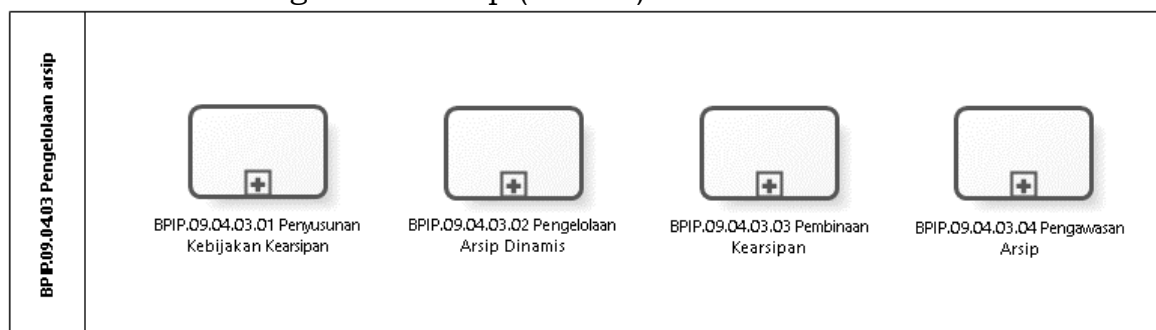 BPIP.09.04.03 Pengelolaan arsip
BPIP.09.04.03.01 Penyusunan
Kebijakan Kearsipan
BPIP.09.04.03.02 Pengelolaan
Arsip Dinamis
BPIP.09.04.03.03 Pembinaan
Kearsipan
BPIP.09.04.03.04 Pengawasan
Arsip